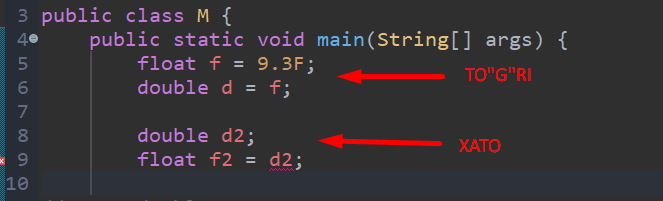 3 public class M {
4 public static void main(String[] args) {
5 float f = 9.3F;
6 double d = f;
TO"G"RI
7
8 double d2;
9 float f2 = d2;
XATO
10